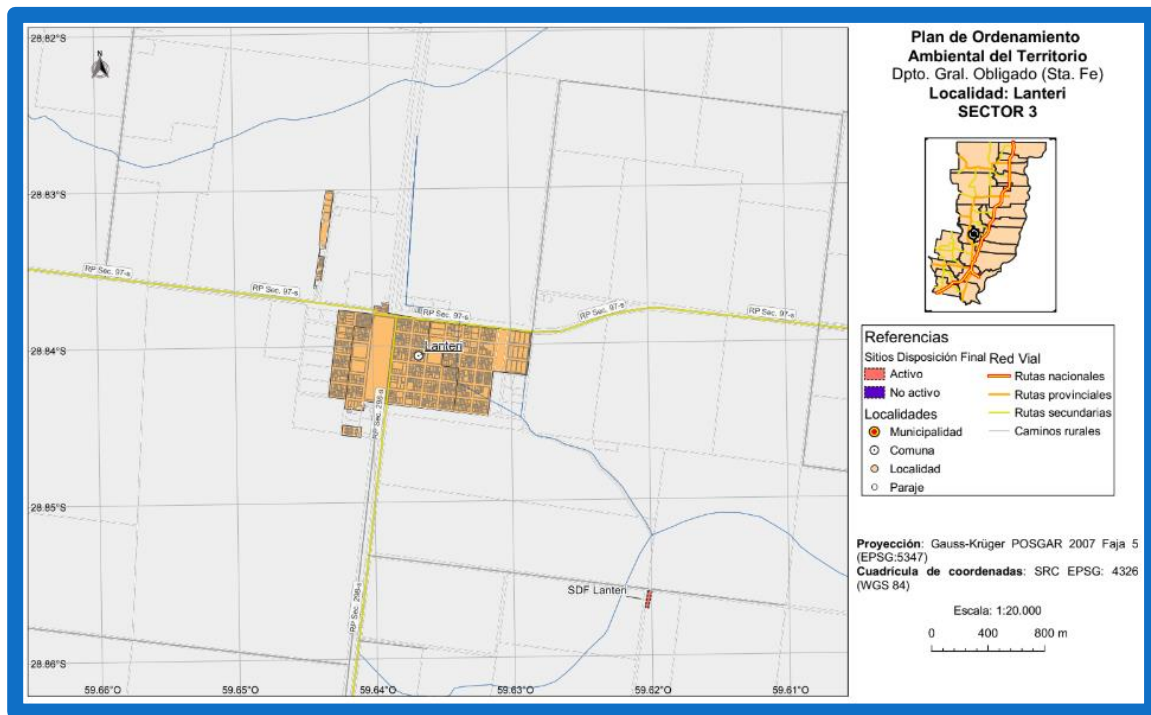 Plan de Ordenamiento
Ambiental del Territorio
Dpto. Gral. Obligado (Sta. Fe)
Localidad: Lanteri
SECTOR 3
28.82°S
N
28.83°S
RP Sec. 97-s
RP Sec. 97-s
RP Sec. 97-s
RP Sec. 97-s
RP Sec. 97-s
28.84°S
Lanteri
RP Sec. 298-s
28.85°S
SDF Lanteri
RP Sec. 298-s
28.86°S
59.66°O
59.65°O
59.64°O
59.63°O
59.62°O
59.61°O
Referencias
Sitios Disposición Final
Activo
No activo
Localidades
Municipalidad
Comuna
Localidad
Paraje
Red Vial
Rutas nacionales
Rutas provinciales
Rutas secundarias
Caminos rurales
Proyección: Gauss-Krüger POSGAR 2007 Faja 5
(EPSG:5347)
Cuadrícula de coordenadas: SRC EPSG: 4326
(WGS 84)
Escala: 1:20.000
0 400 800 m